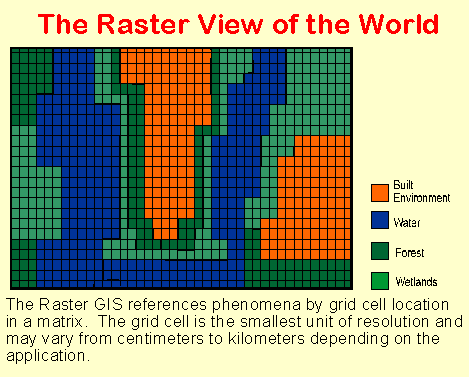 The Raster View of the World
Built
Environment
Water
Forest
Wetlands
The Raster GIS references phenomena by grid cell location
in a matrix.  The grid cell is the smallest unit of resolution and
may vary from centimeters to kilometers depending on the
application.